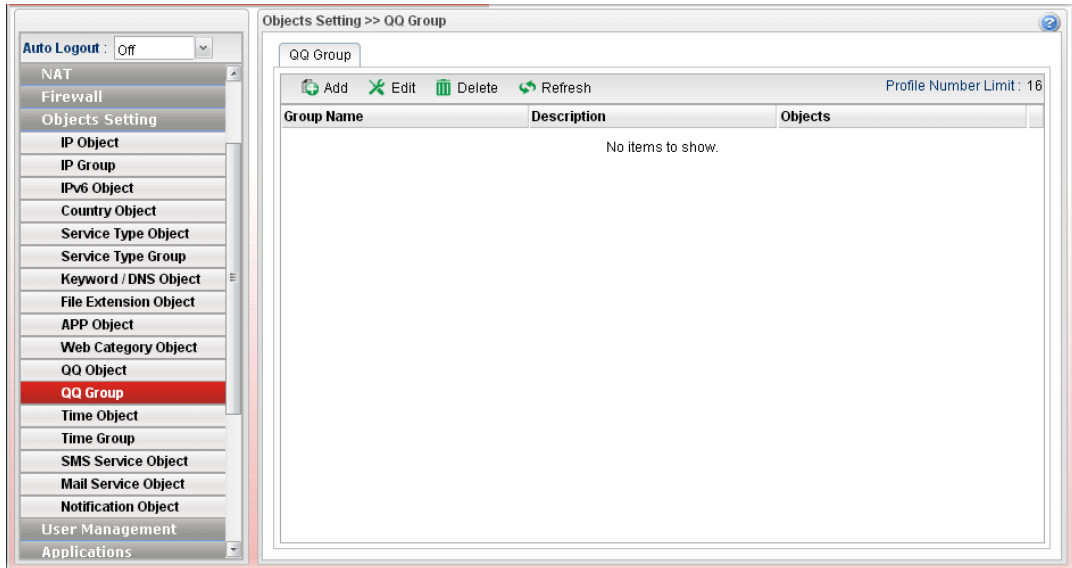 Objects Setting >> QQ Group
?
Auto Logout : Off
NAT
Firewall
Objects Setting
IP Object
IP Group
IPv6 Object
Country Object
Service Type Object
Service Type Group
Keyword / DNS Object
File Extension Object
APP Object
Web Category Object
QQ Object
QQ Group
Time Object
Time Group
SMS Service Object
Mail Service Object
Notification Object
User Management
Applications
QQ Group
Add Edit Delete Refresh Profile Number Limit : 16
Group Name Description Objects
No items to show.